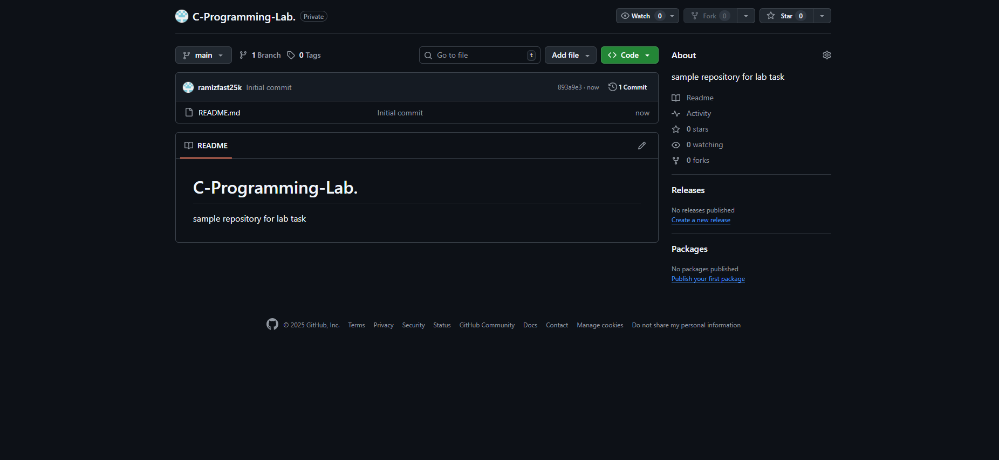 C-Programming-Lab. Private
Watch 0 Fork 0 Star 0
main 1 Branch 0 Tags
Go to file t Add file Code
ramizfast25k Initial commit 893a9e3 · now 1 Commit
README.md Initial commit now
README
C-Programming-Lab.
sample repository for lab task
About
sample repository for lab task
Readme
Activity
0 stars
0 watching
0 forks
Releases
No releases published
Create a new release
Packages
No packages published
Publish your first package
© 2025 GitHub, Inc. Terms Privacy Security Status GitHub Community Docs Contact Manage cookies Do not share my personal information